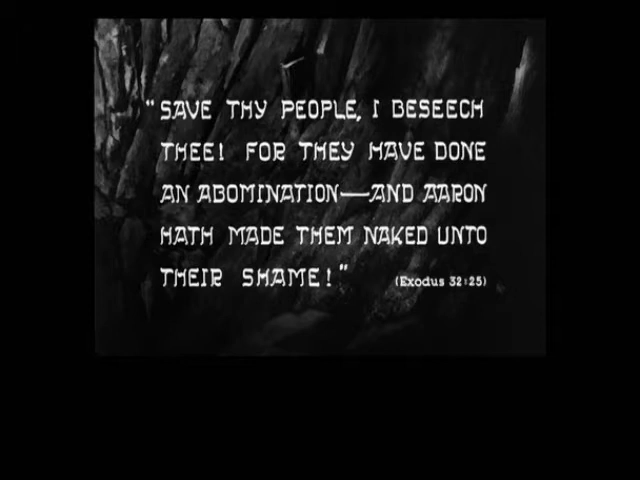 "SAVE THY PEOPLE, I BESEECH
THEE! FOR THEY HAVE DONE
AN ABOMINATION—AND AARON
HATH MADE THEM NAKED UNTO
THEIR SHAME!"
(Exodus 32:25)